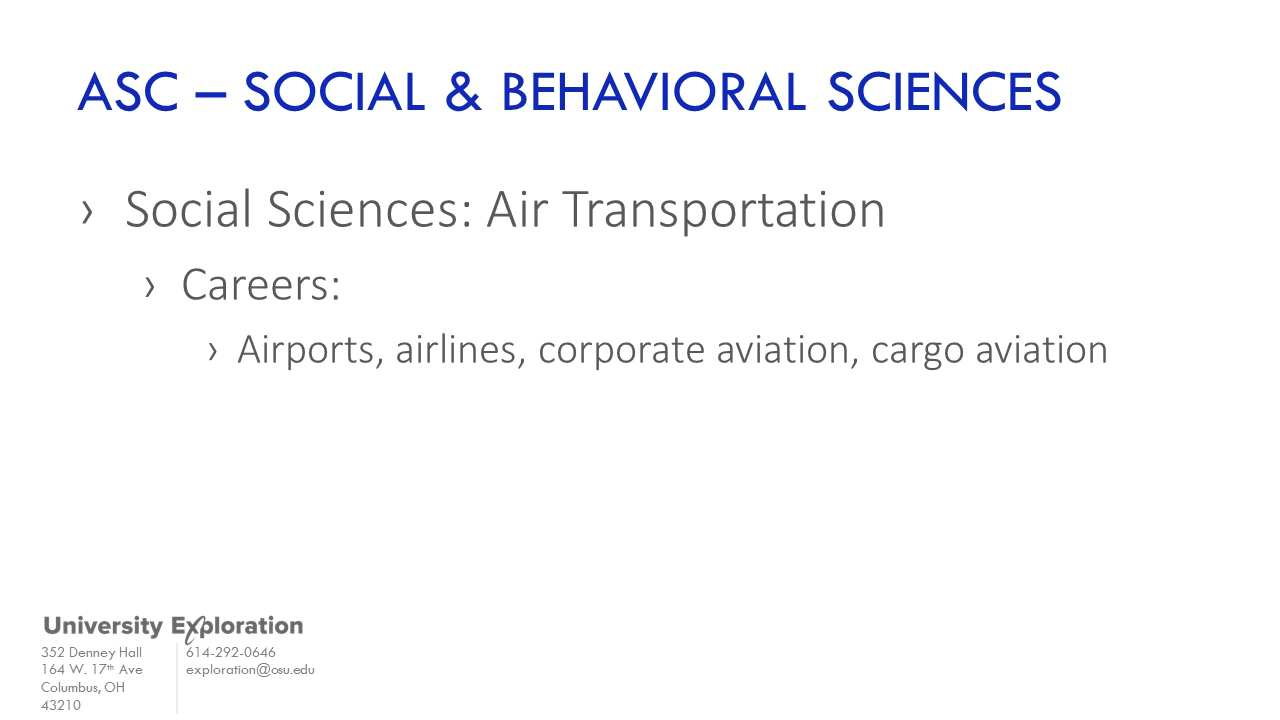 ASC – SOCIAL & BEHAVIORAL SCIENCES
› Social Sciences: Air Transportation
› Careers:
› Airports, airlines, corporate aviation, cargo aviation
University Exploration
352 Denney Hall
164 W. 17th Ave
Columbus, OH
43210
614-292-0646
exploration@osu.edu